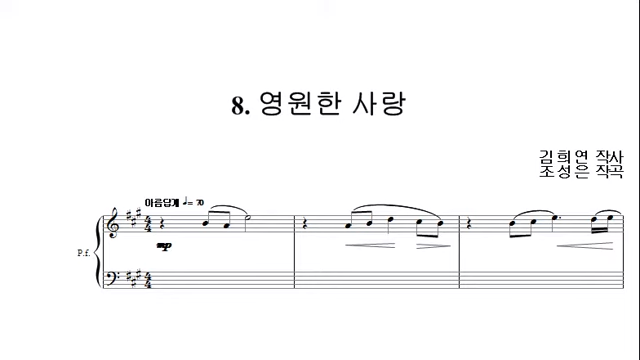 8. 영원한 사랑
김희연 작사
조성은 작곡
아름답게 ♩= 70
P.f.
mp